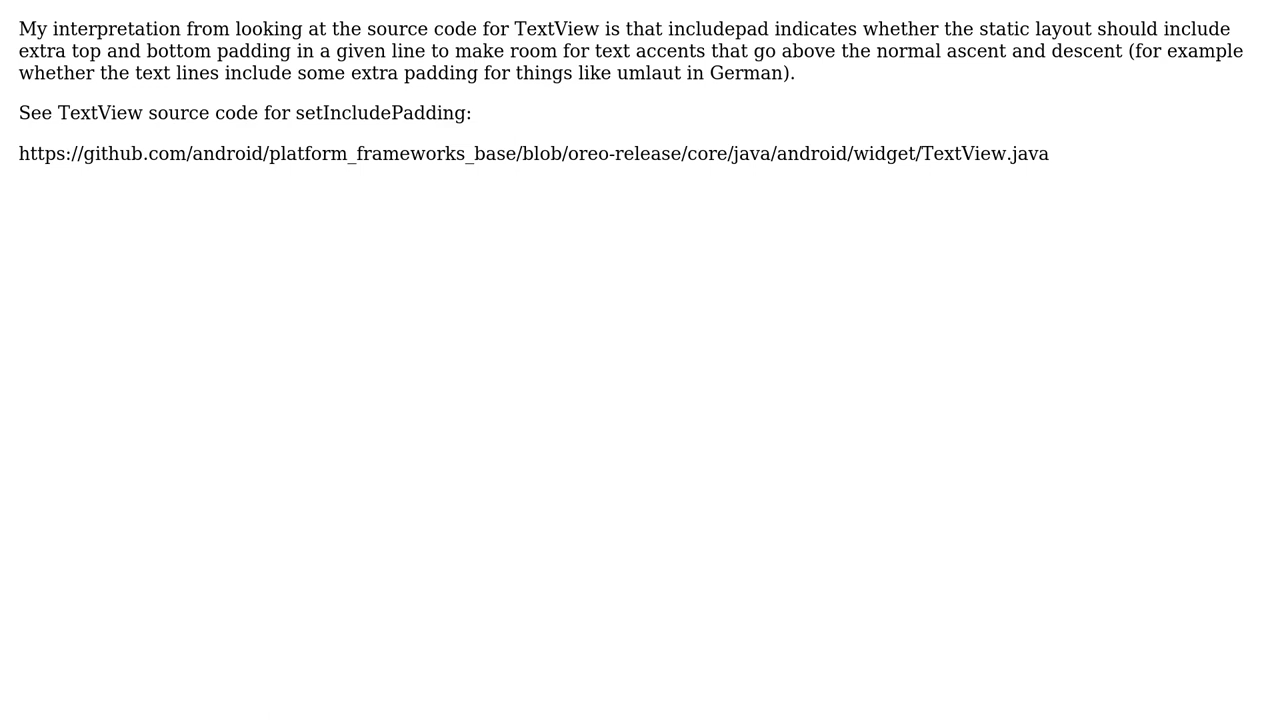 My interpretation from looking at the source code for TextView is that includepad indicates whether the static layout should include
extra top and bottom padding in a given line to make room for text accents that go above the normal ascent and descent (for example
whether the text lines include some extra padding for things like umlaut in German).
See TextView source code for setIncludePadding:
https://github.com/android/platform_frameworks_base/blob/oreo-release/core/java/android/widget/TextView.java